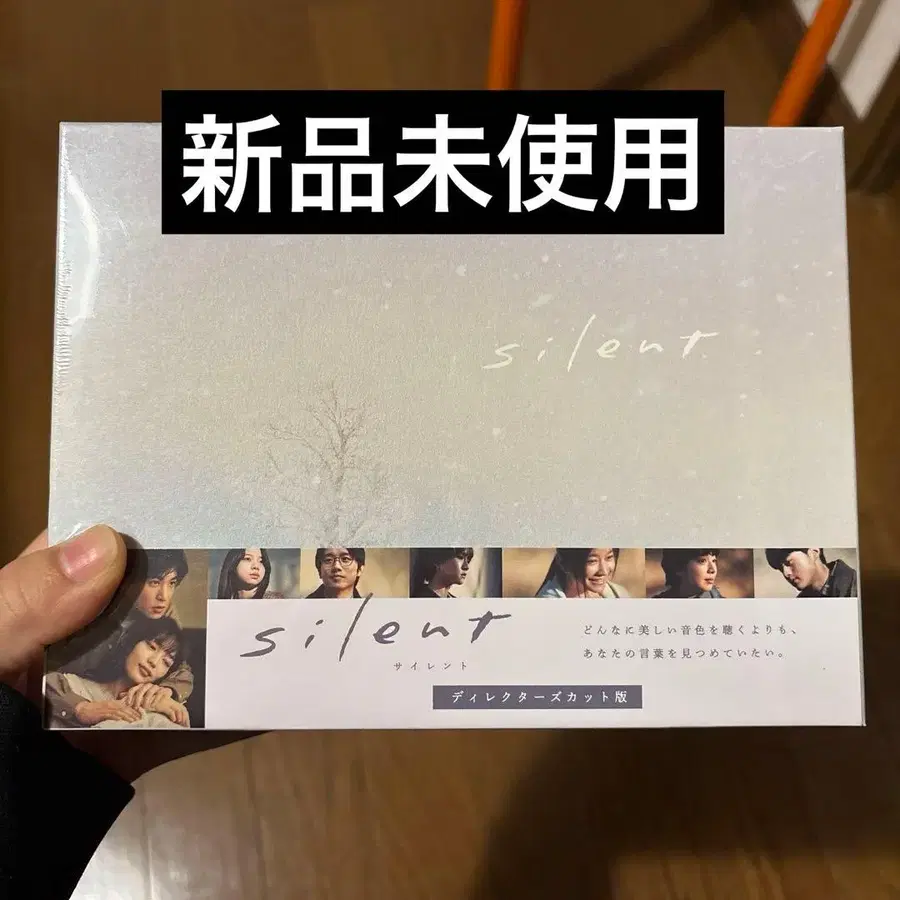 新品未使用
silent
silent
サイレント
どんなに美しい音色を聴くよりも、
あなたの言葉を見つめていたい。
ディレクターズカット版